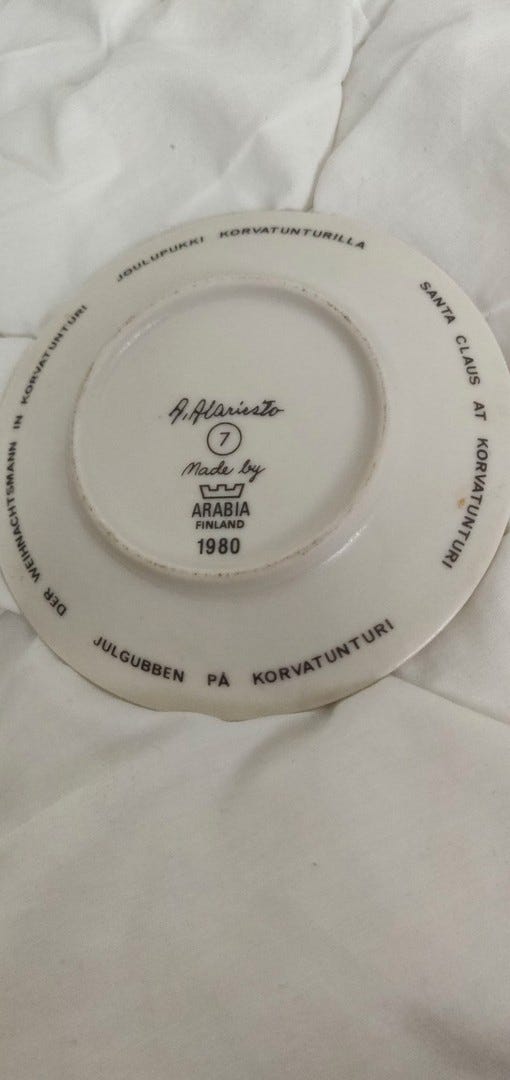 JOULUPUKKI KORVATUNTURILLA
SANTA CLAUS AT KORVATUNTURI
JULGUBBEN PÅ KORVATUNTURI
DER WEIHNACHTSMANN IN KORVATUNTURI
A. Alariesto
7
Made by
ARABIA
FINLAND
1980